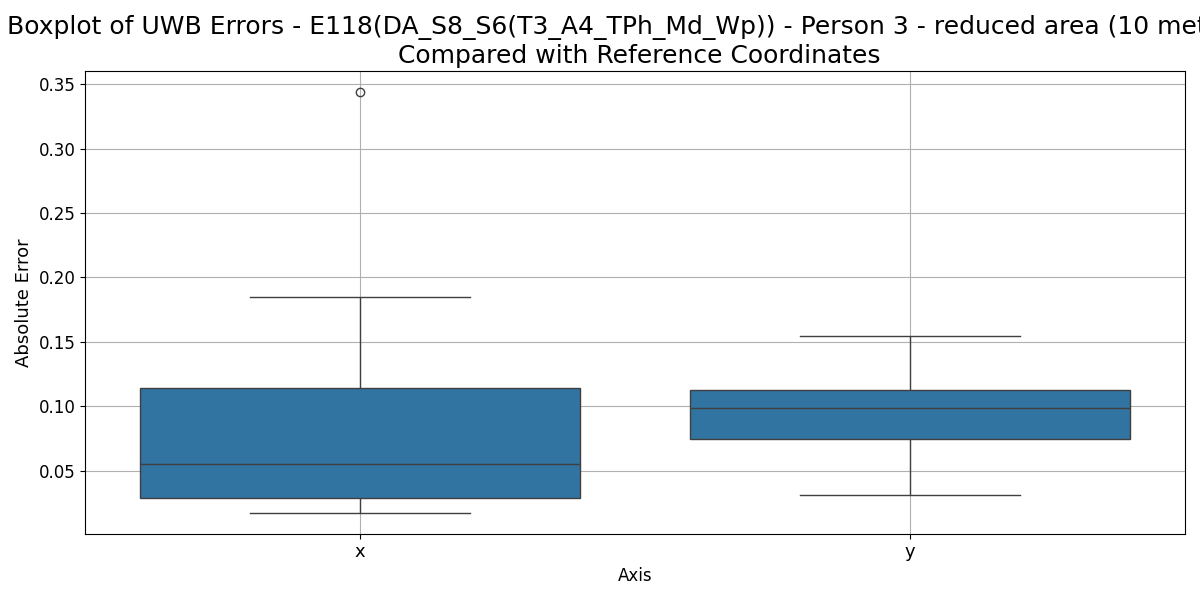 Boxplot of UWB Errors - E118(DA_S8_S6(T3_A4_TPh_Md_Wp)) - Person 3 - reduced area (10
Compared with Reference Coordinates
0.35
0.30
0.25
0.20
0.15
0.10
0.05
Absolute Error
x
y
Axis